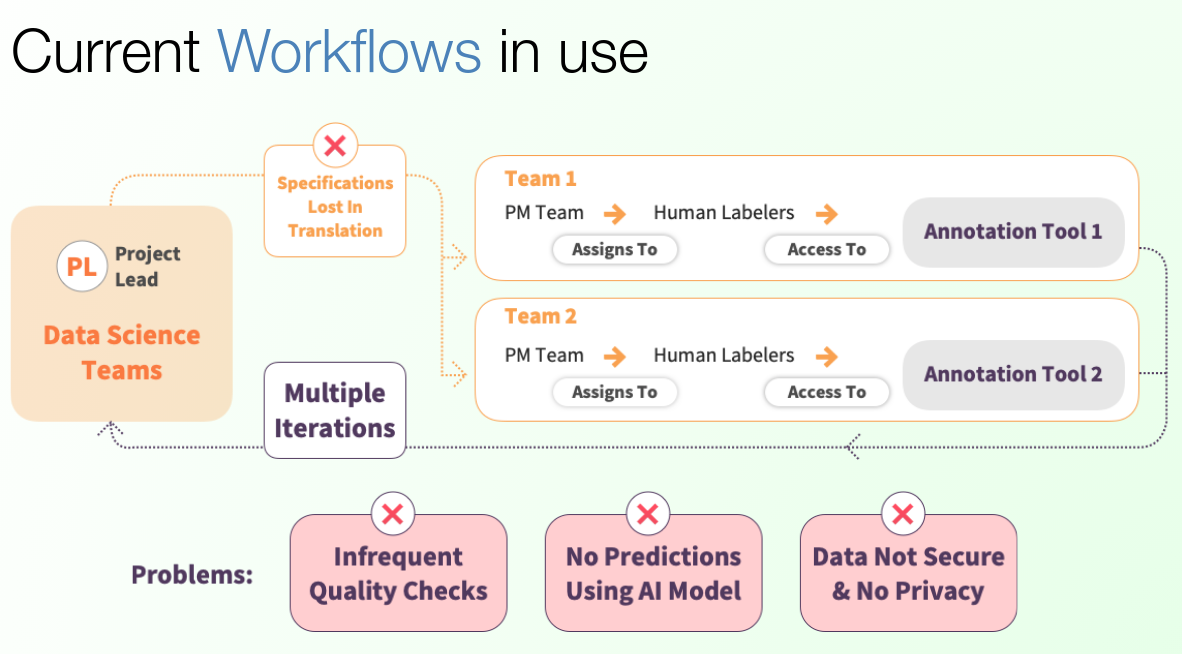 Current Workflows in use
Specifications
Lost In
Translation
PL
Project
Lead
Data Science
Teams
Team 1
PM Team
Human Labelers
Assigns To
Access To
Annotation Tool 1
Team 2
PM Team
Human Labelers
Assigns To
Access To
Annotation Tool 2
Multiple
Iterations
Problems:
Infrequent
Quality Checks
No Predictions
Using AI Model
Data Not Secure
& No Privacy